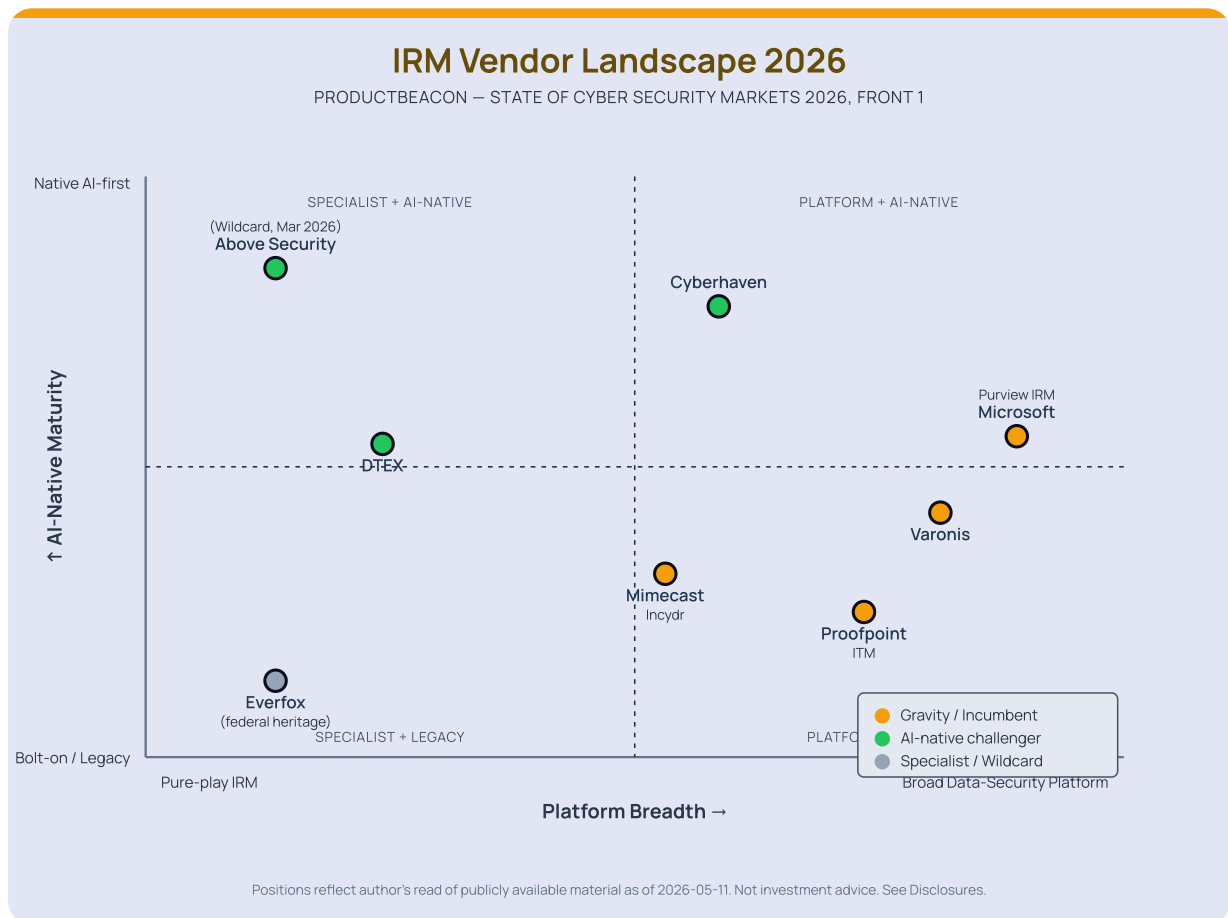 IRM Vendor Landscape 2026
PRODUCTBEACON — STATE OF CYBER SECURITY MARKETS 2026, FRONT 1
Native AI-first
SPECIALIST + AI-NATIVE
PLATFORM + AI-NATIVE
(Wildcard, Mar 2026)
Above Security
Cyberhaven
Purview IRM
Microsoft
↑ AI-Native Maturity
DTEX
Varonis
Mimecast
Incydr
Proofpoint
ITM
Everfox
(federal heritage)
SPECIALIST + LEGACY
Gravity / Incumbent
AI-native challenger
Specialist / Wildcard
Bolt-on / Legacy
Pure-play IRM
Broad Data-Security Platform
Platform Breadth →
Positions reflect author's read of publicly available material as of 2026-05-11. Not investment advice. See Disclosures.